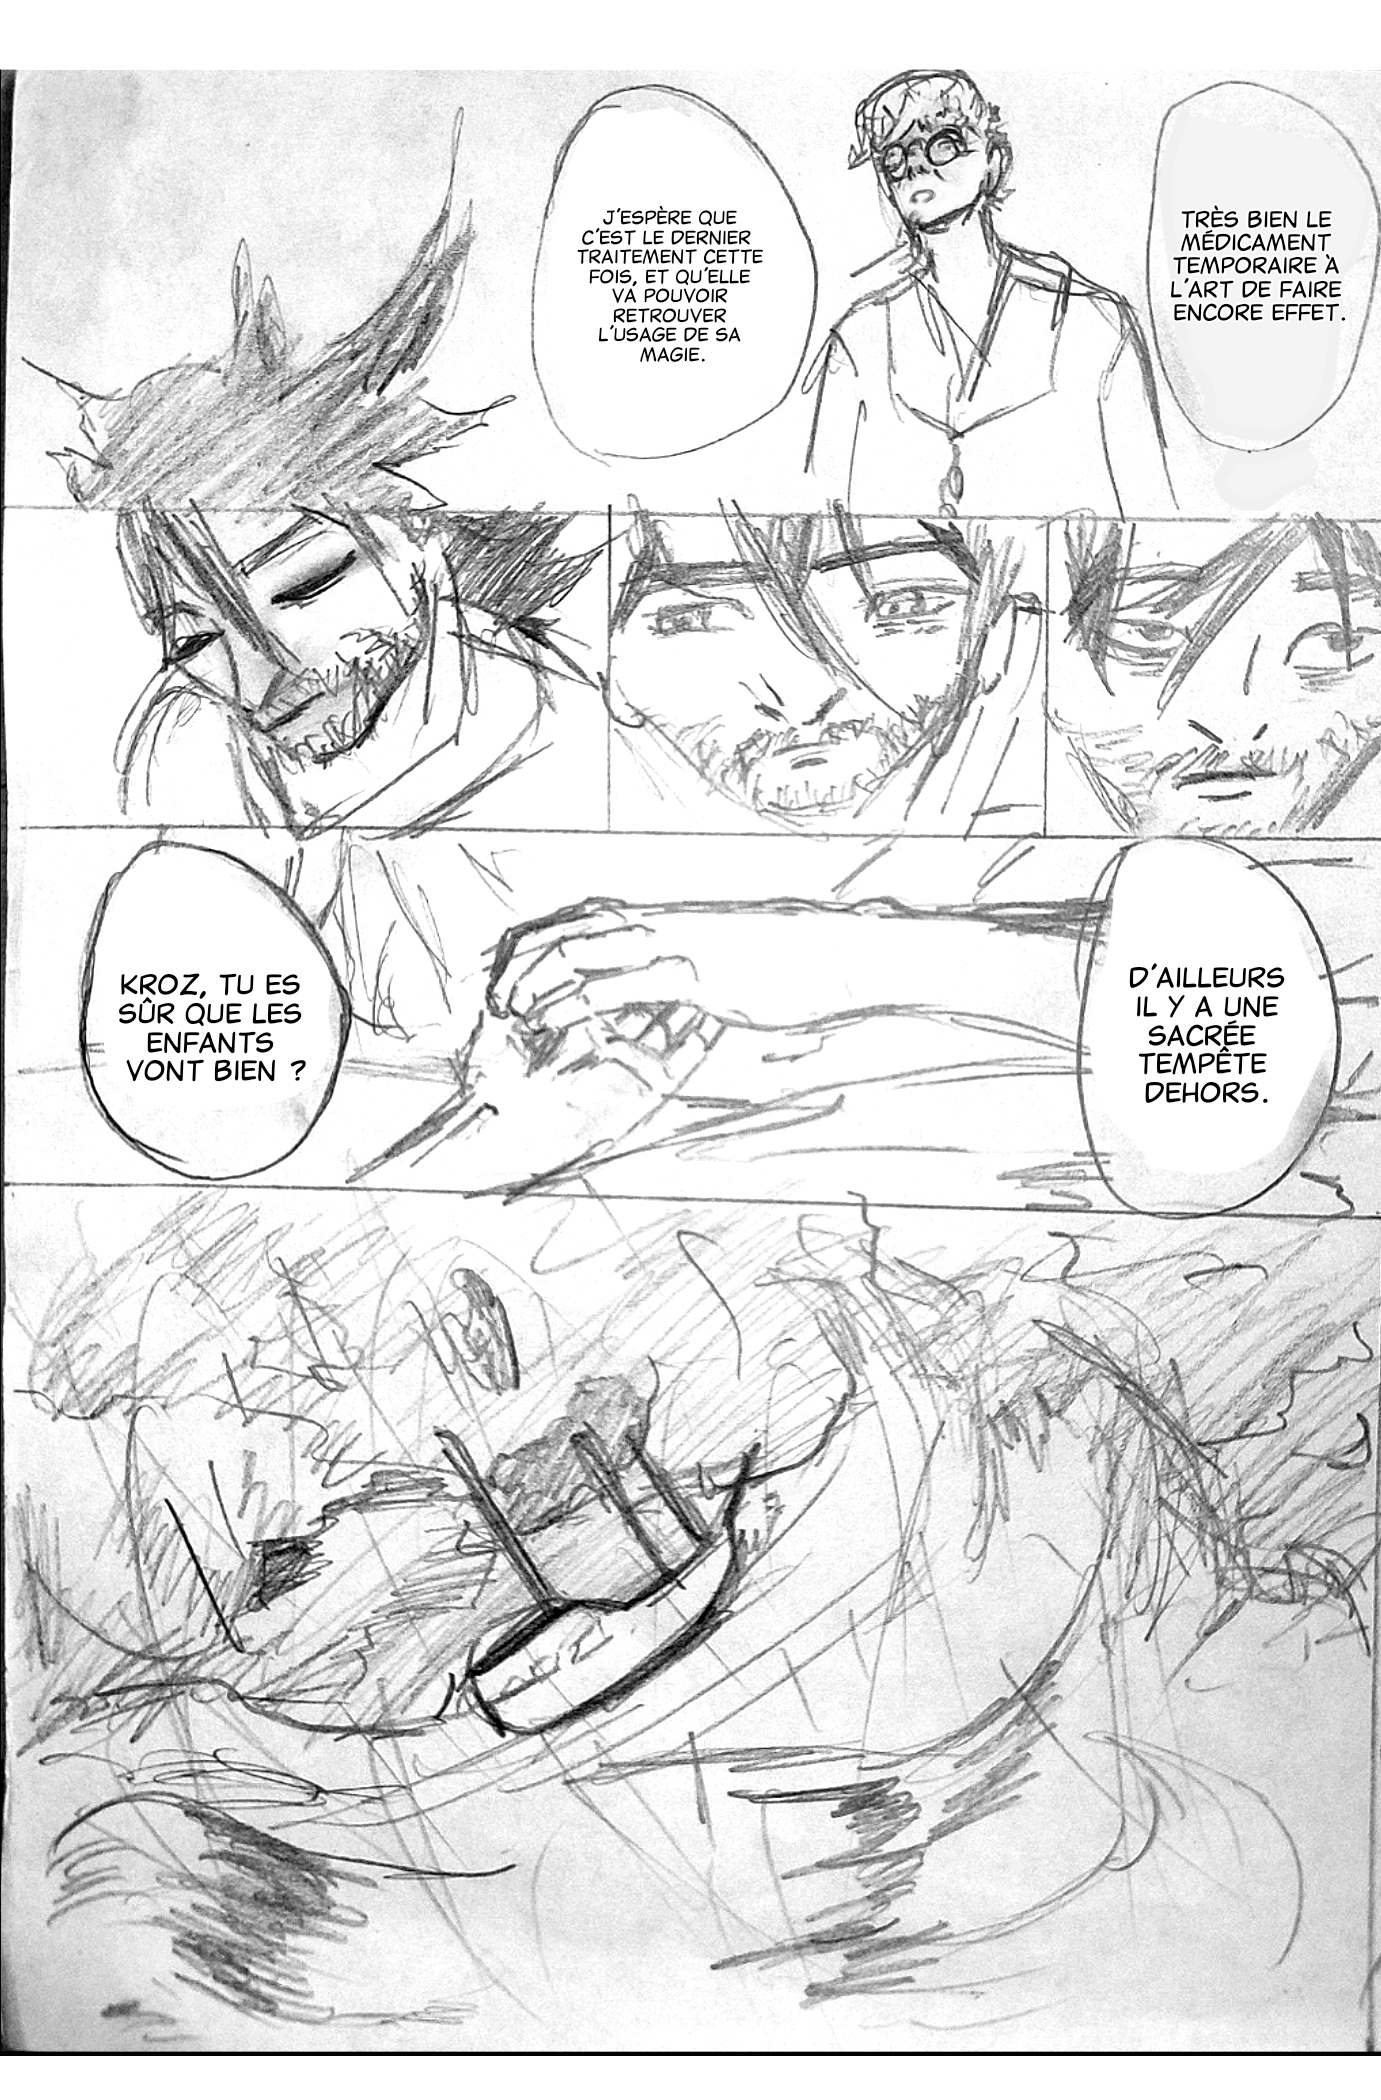 TRÈS BIEN LE
MÉDICAMENT
TEMPORAIRE À
L'ART DE FAIRE
ENCORE EFFET.
J'ESPÈRE QUE
C'EST LE DERNIER
TRAITEMENT CETTE
FOIS, ET QU'ELLE
VA POUVOIR
RETROUVER
L'USAGE DE SA
MAGIE.
D'AILLEURS
IL Y A UNE
SACRÉE
TEMPÊTE
DEHORS.
KROZ, TU ES
SÛR QUE LES
ENFANTS
VONT BIEN ?